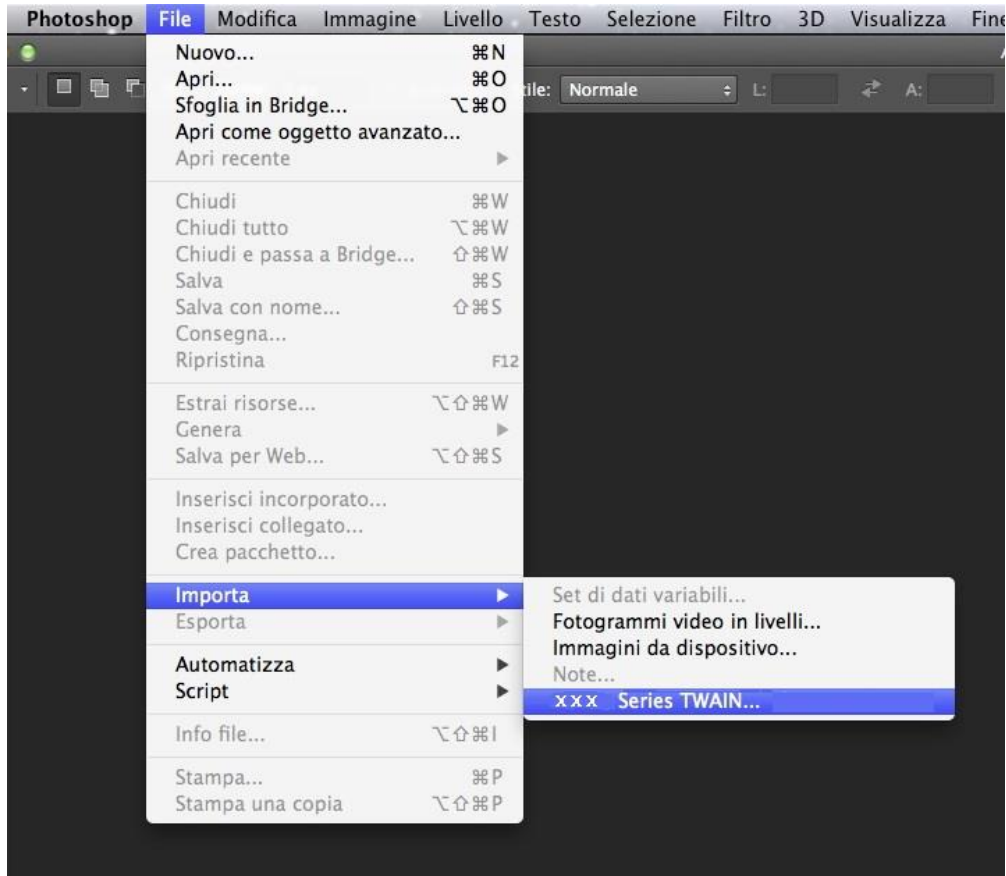 Photoshop File Modifica Immagine Livello Testo Selezione Filtro 3D Visualizza
Nuovo... ⌘N
Apri... ⌘O
Sfoglia in Bridge... ⌥⌘O
Apri come oggetto avanzato...
Apri recente
tile: Normale L: A:
Chiudi ⌘W
Chiudi tutto ⌥⌘W
Chiudi e passa a Bridge... ⇧⌘W
Salva ⌘S
Salva con nome... ⇧⌘S
Consegna...
Ripristina F12
Estrai risorse... ⌥⇧⌘W
Genera
Salva per Web... ⌥⇧⌘S
Inserisci incorporato...
Inserisci collegato...
Crea pacchetto...
Importa
Esporta
Automatizza
Script
Info file... ⌥⇧⌘I
Stampa... ⌘P
Stampa una copia ⌥⇧⌘P
Set di dati variabili...
Fotogrammi video in livelli...
Immagini da dispositivo...
Note...
xxx Series TWAIN...